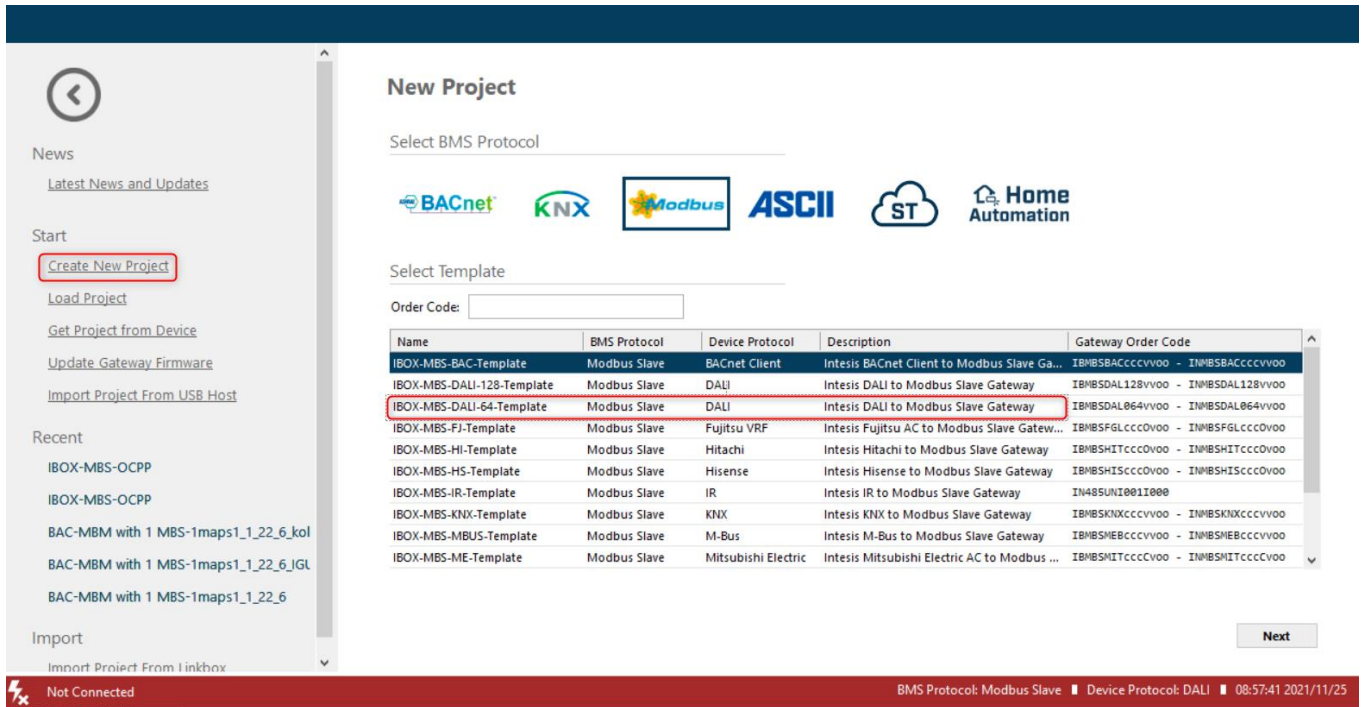 New Project
Select BMS Protocol
BACnet KNX Modbus ASCII ST Home Automation
News
Latest News and Updates
Start
Create New Project
Load Project
Get Project from Device
Update Gateway Firmware
Import Project From USB Host
Recent
IBOX-MBS-OCPP
IBOX-MBS-OCPP
BAC-MBM with 1 MBS-1maps1_1_22_6_kol
BAC-MBM with 1 MBS-1maps1_1_22_6_IGL
BAC-MBM with 1 MBS-1maps1_1_22_6
Import
Import Project From Linkbox
Select Template
Order Code:
Name BMS Protocol Device Protocol Description Gateway Order Code
IBOX-MBS-BAC-Template Modbus Slave BACnet Client Intesis BACnet Client to Modbus Slave Ga... IBMBSBACcccvvoo - INMBSBACcccvvoo
IBOX-MBS-DALI-128-Template Modbus Slave DALI Intesis DALI to Modbus Slave Gateway IBMBSDAL128vvoo - INMBSDAL128vvoo
IBOX-MBS-DALI-64-Template Modbus Slave DALI Intesis DALI to Modbus Slave Gateway IBMBSDAL064vvoo - INMBSDAL064vvoo
IBOX-MBS-FJ-Template Modbus Slave Fujitsu VRF Intesis Fujitsu AC to Modbus Slave Gatew... IBMBSFGLcccOvoo - INMBSFGLcccOvoo
IBOX-MBS-HI-Template Modbus Slave Hitachi Intesis Hitachi to Modbus Slave Gateway IBMBSHITcccOvoo - INMBSHITcccOvoo
IBOX-MBS-HS-Template Modbus Slave Hisense Intesis Hisense to Modbus Slave Gateway IBMBSHIScccOvoo - INMBSHIScccOvoo
IBOX-MBS-IR-Template Modbus Slave IR Intesis IR to Modbus Slave Gateway IN485UNI001I000
IBOX-MBS-KNX-Template Modbus Slave KNX Intesis KNX to Modbus Slave Gateway IBMBSKNXcccvvoo - INMBSKNXcccvvoo
IBOX-MBS-MBUS-Template Modbus Slave M-Bus Intesis M-Bus to Modbus Slave Gateway IBMBSMEBcccvvoo - INMBSMEBcccvvoo
IBOX-MBS-ME-Template Modbus Slave Mitsubishi Electric Intesis Mitsubishi Electric AC to Modbus ... IBMBSMITcccCvoo - INMBSMITcccCvoo
Next
Not Connected
BMS Protocol: Modbus Slave Device Protocol: DALI 08:57:41 2021/11/25